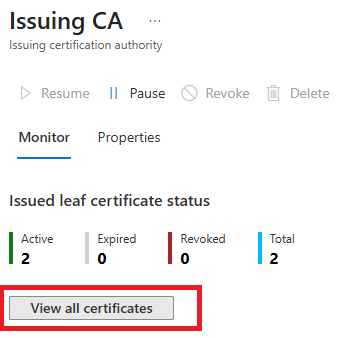 Issuing CA ...
Issuing certification authority
Resume Pause Revoke Delete
Monitor Properties
Issued leaf certificate status
Active Expired Revoked Total
2 0 0 2
View all certificates